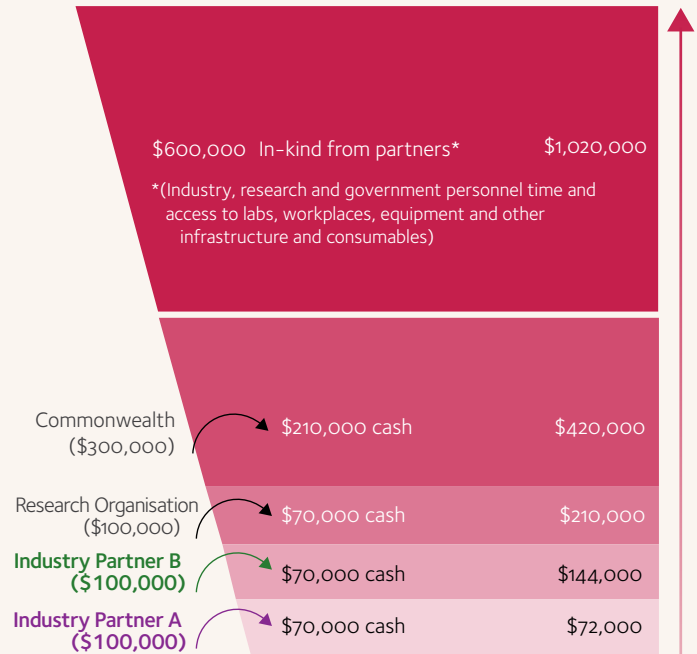 $600,000 In-kind from partners* $1,020,000
*(Industry, research and government personnel time and
access to labs, workplaces, equipment and other
infrastructure and consumables)
Commonwealth
($300,000)
$210,000 cash $420,000
Research Organisation
($100,000)
$70,000 cash $210,000
Industry Partner B
($100,000)
$70,000 cash $144,000
Industry Partner A
($100,000)
$70,000 cash $72,000